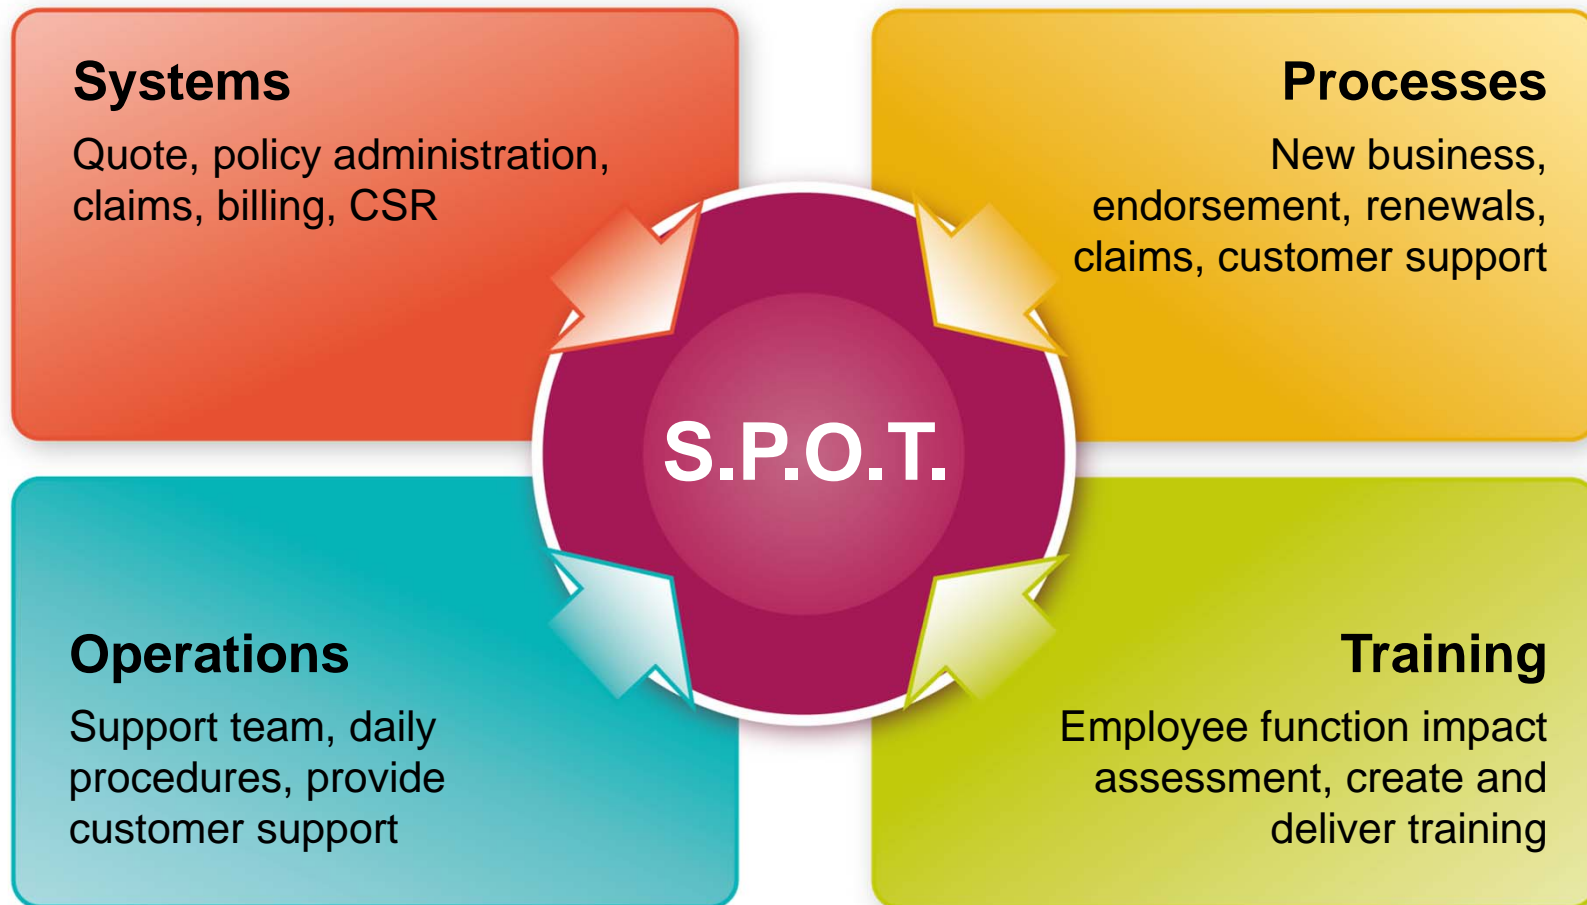 Systems
Quote, policy administration,
claims, billing, CSR
Processes
New business,
endorsement, renewals,
claims, customer support
S.P.O.T.
Operations
Support team, daily
procedures, provide
customer support
Training
Employee function impact
assessment, create and
deliver training